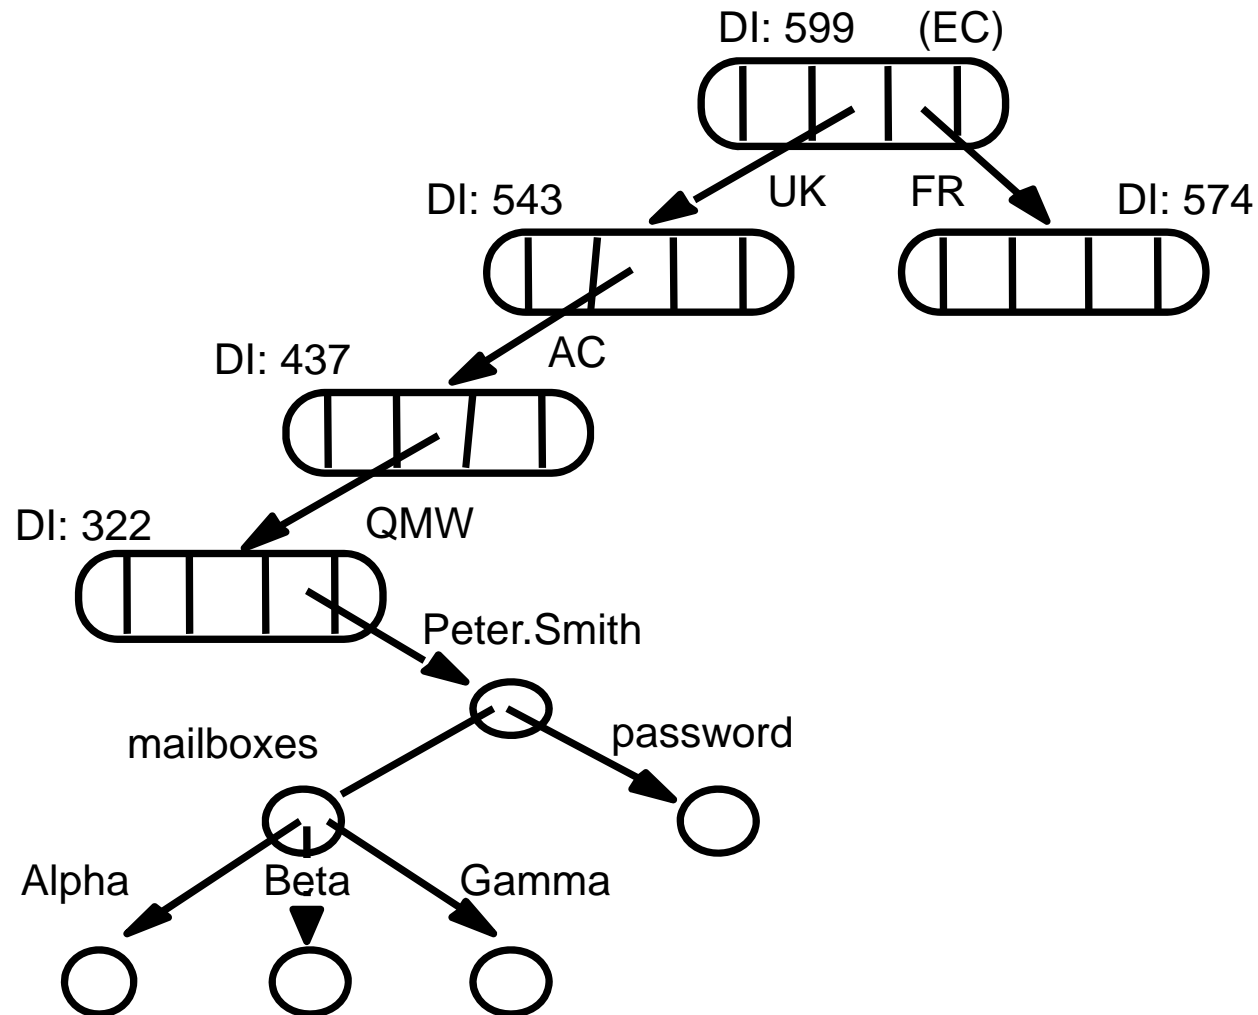 DI: 599 (EC)
UK FR
DI: 543
DI: 574
AC
DI: 437
QMW
DI: 322
Peter.Smith
mailboxes
password
Alpha
Beta
Gamma